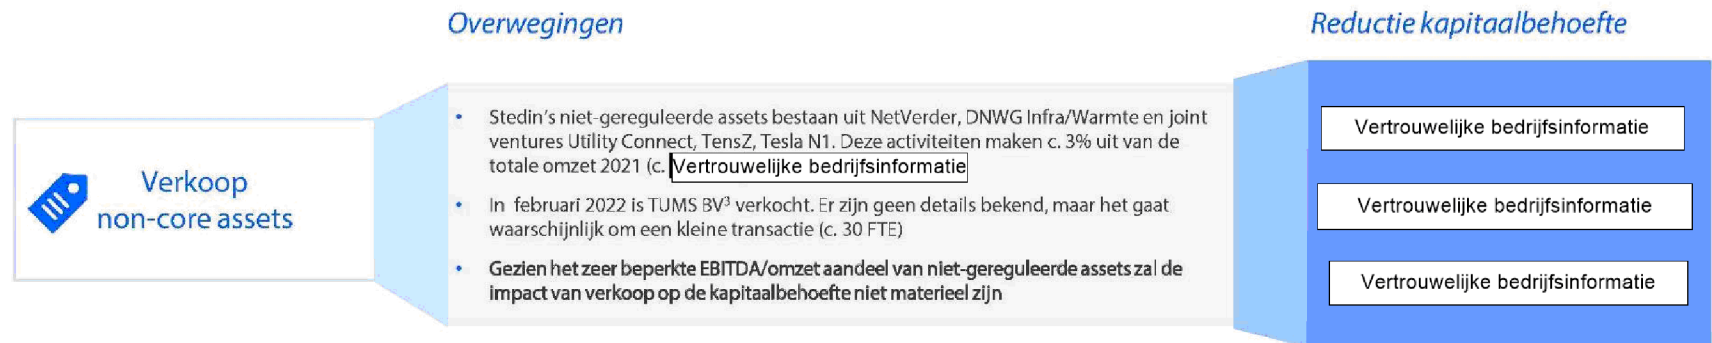 Overwegingen
Reductie kapitaalbehoefte
Verkoop
non-core assets
• Stedin's niet-gereguleerde assets bestaan uit NetVerder, DNWG Infra/Warmte en joint
ventures Utility Connect, TensZ, Tesla N1. Deze activiteiten maken c. 3% uit van de
totale omzet 2021 (c. Vertrouwelijke bedrijfsinformatie
• In februari 2022 is TUMS BV³ verkocht. Er zijn geen details bekend, maar het gaat
waarschijnlijk om een kleine transactie (c. 30 FTE)
• Gezien het zeer beperkte EBITDA/omzet aandeel van niet-gereguleerde assets zal de
impact van verkoop op de kapitaalbehoefte niet materieel zijn
Vertrouwelijke bedrijfsinformatie
Vertrouwelijke bedrijfsinformatie
Vertrouwelijke bedrijfsinformatie